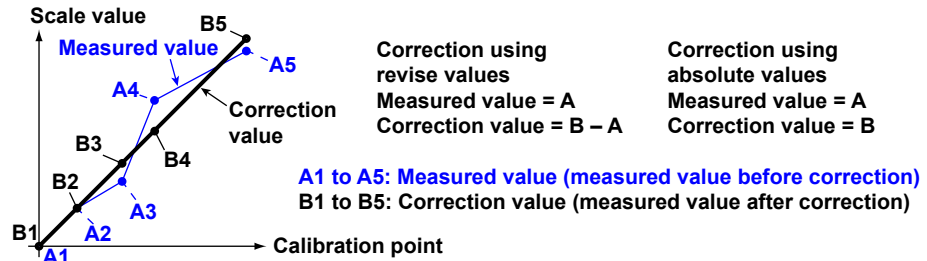 Scale value
B5
Measured value
A5
A4
Correction
value
B3
B4
B2
A3
A2
B1
A1
Calibration point
Correction using
revise values
Measured value = A
Correction value = B – A
Correction using
absolute values
Measured value = A
Correction value = B
A1 to A5: Measured value (measured value before correction)
B1 to B5: Correction value (measured value after correction)